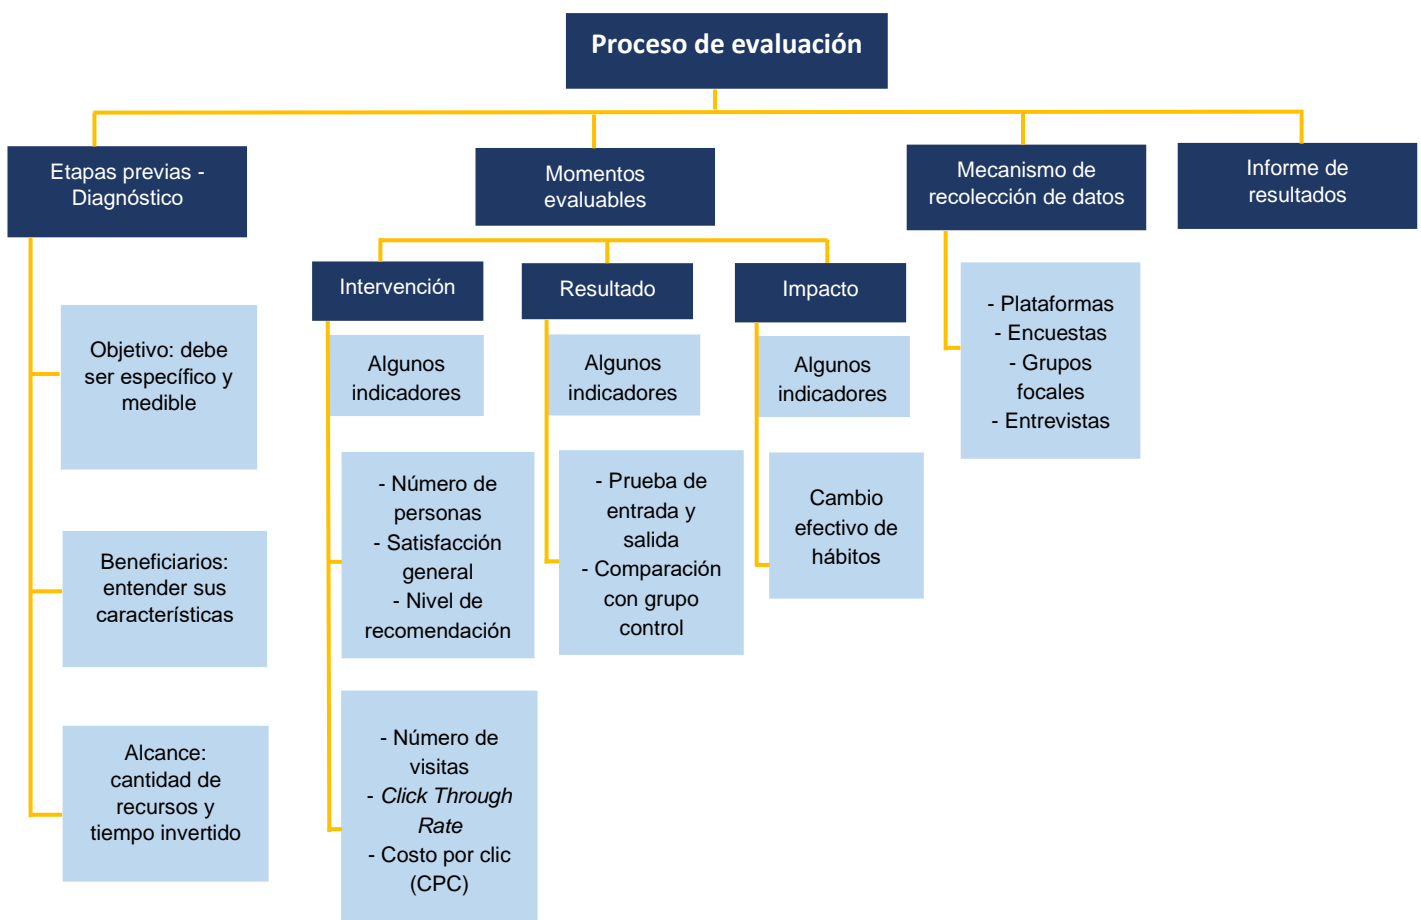 Proceso de evaluación
Etapas previas -
Diagnóstico
Momentos
evaluables
Mecanismo de
recolección de datos
Informe de
resultados
Intervención
Resultado
Impacto
Objetivo: debe
ser específico y
medible
Beneficiarios:
entender sus
características
Alcance:
cantidad de
recursos y
tiempo invertido
Algunos
indicadores
- Número de
personas
- Satisfacción
general
- Nivel de
recomendación
- Número de
visitas
- Click Through
Rate
- Costo por clic
(CPC)
Algunos
indicadores
- Prueba de
entrada y
salida
- Comparación
con grupo
control
Algunos
indicadores
Cambio
efectivo de
hábitos
- Plataformas
- Encuestas
- Grupos
focales
- Entrevistas